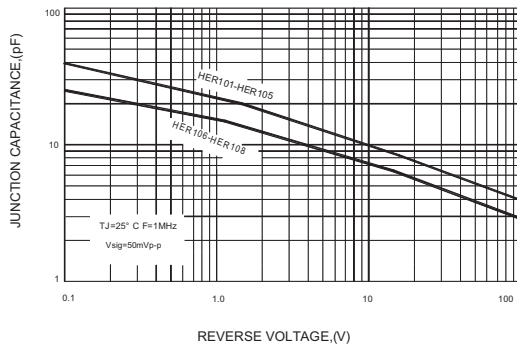 100
JUNCTION CAPACITANCE,(pF)
HER101-HER105
10
HER106-HER108
TJ=25° C F=1MHz
Vsig=50mVp-p
1
0.1
1.0
10
100
REVERSE VOLTAGE,(V)